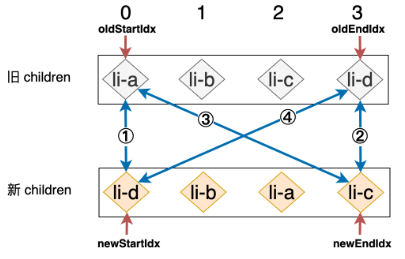 0 1 2 3
oldStartIdx oldEndIdx
旧 children li-a li-b li-c li-d
① ③ ④ ②
新 children li-d li-b li-a li-c
newStartIdx newEndIdx